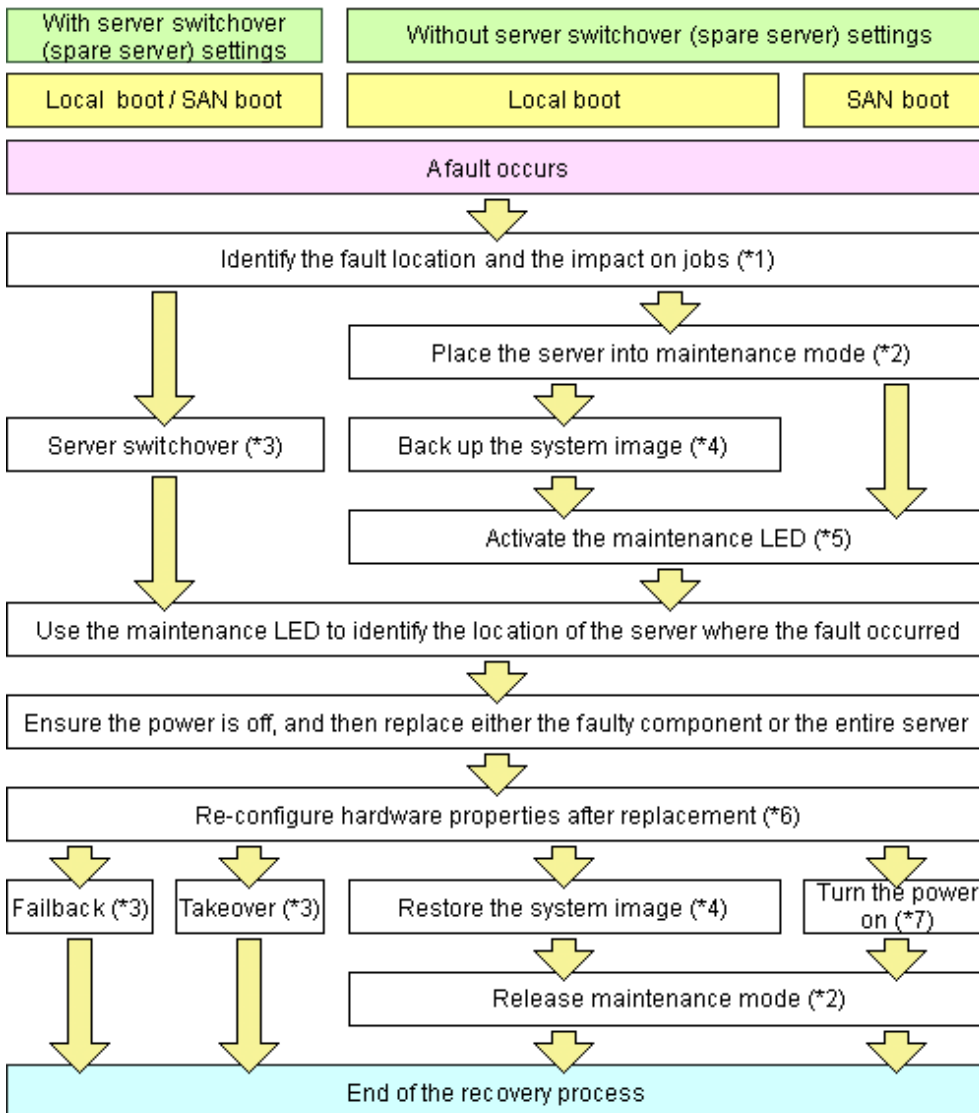 With server switchover
(spare server) settings
Without server switchover (spare server) settings
Local boot / SAN boot
Local boot
SAN boot
A fault occurs
Identify the fault location and the impact on jobs (*1)
Place the server into maintenance mode (*2)
Server switchover (*3)
Back up the system image (*4)
Activate the maintenance LED (*5)
Use the maintenance LED to identify the location of the server where the fault occurred
Ensure the power is off, and then replace either the faulty component or the entire server
Re-configure hardware properties after replacement (*6)
Failback (*3)
Takeover (*3)
Restore the system image (*4)
Turn the power
on (*7)
Release maintenance mode (*2)
End of the recovery process